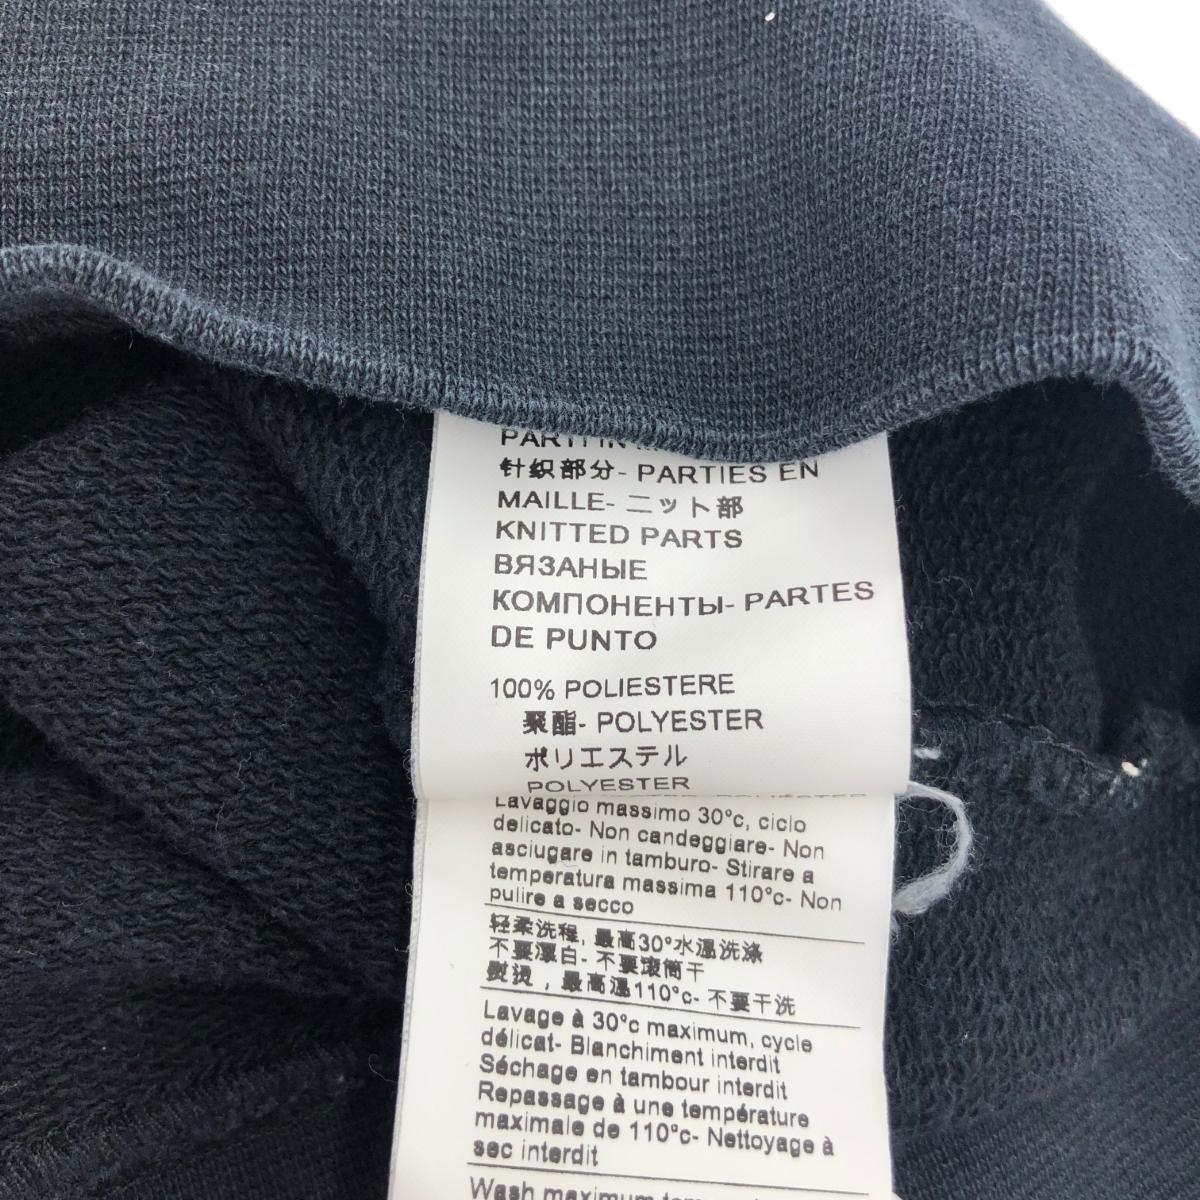 PARTI IN
针织部分- PARTIES EN
MAILLE- ニット部
KNITTED PARTS
ВЯЗАНЫЕ
КОМПОНЕНТЫ- PARTES
DE PUNTO
100% POLIESTERE
聚酯- POLYESTER
ポリエステル
POLYESTER
Lavaggio massimo 30°c, ciclo
delicato- Non candeggiare- Non
asciugare in tamburo- Stirare a
temperatura massima 110°c- Non
pulire a secco
轻柔洗程, 最高30°水温洗涤
不要漂白- 不要滚筒干
熨烫, 最高温110°c- 不要干洗
Lavage à 30°c maximum, cycle
délicat- Blanchiment interdit
Séchage en tambour interdit
Repassage à une température
maximale de 110°c- Nettoyage à
sec interdit
Wash maximum